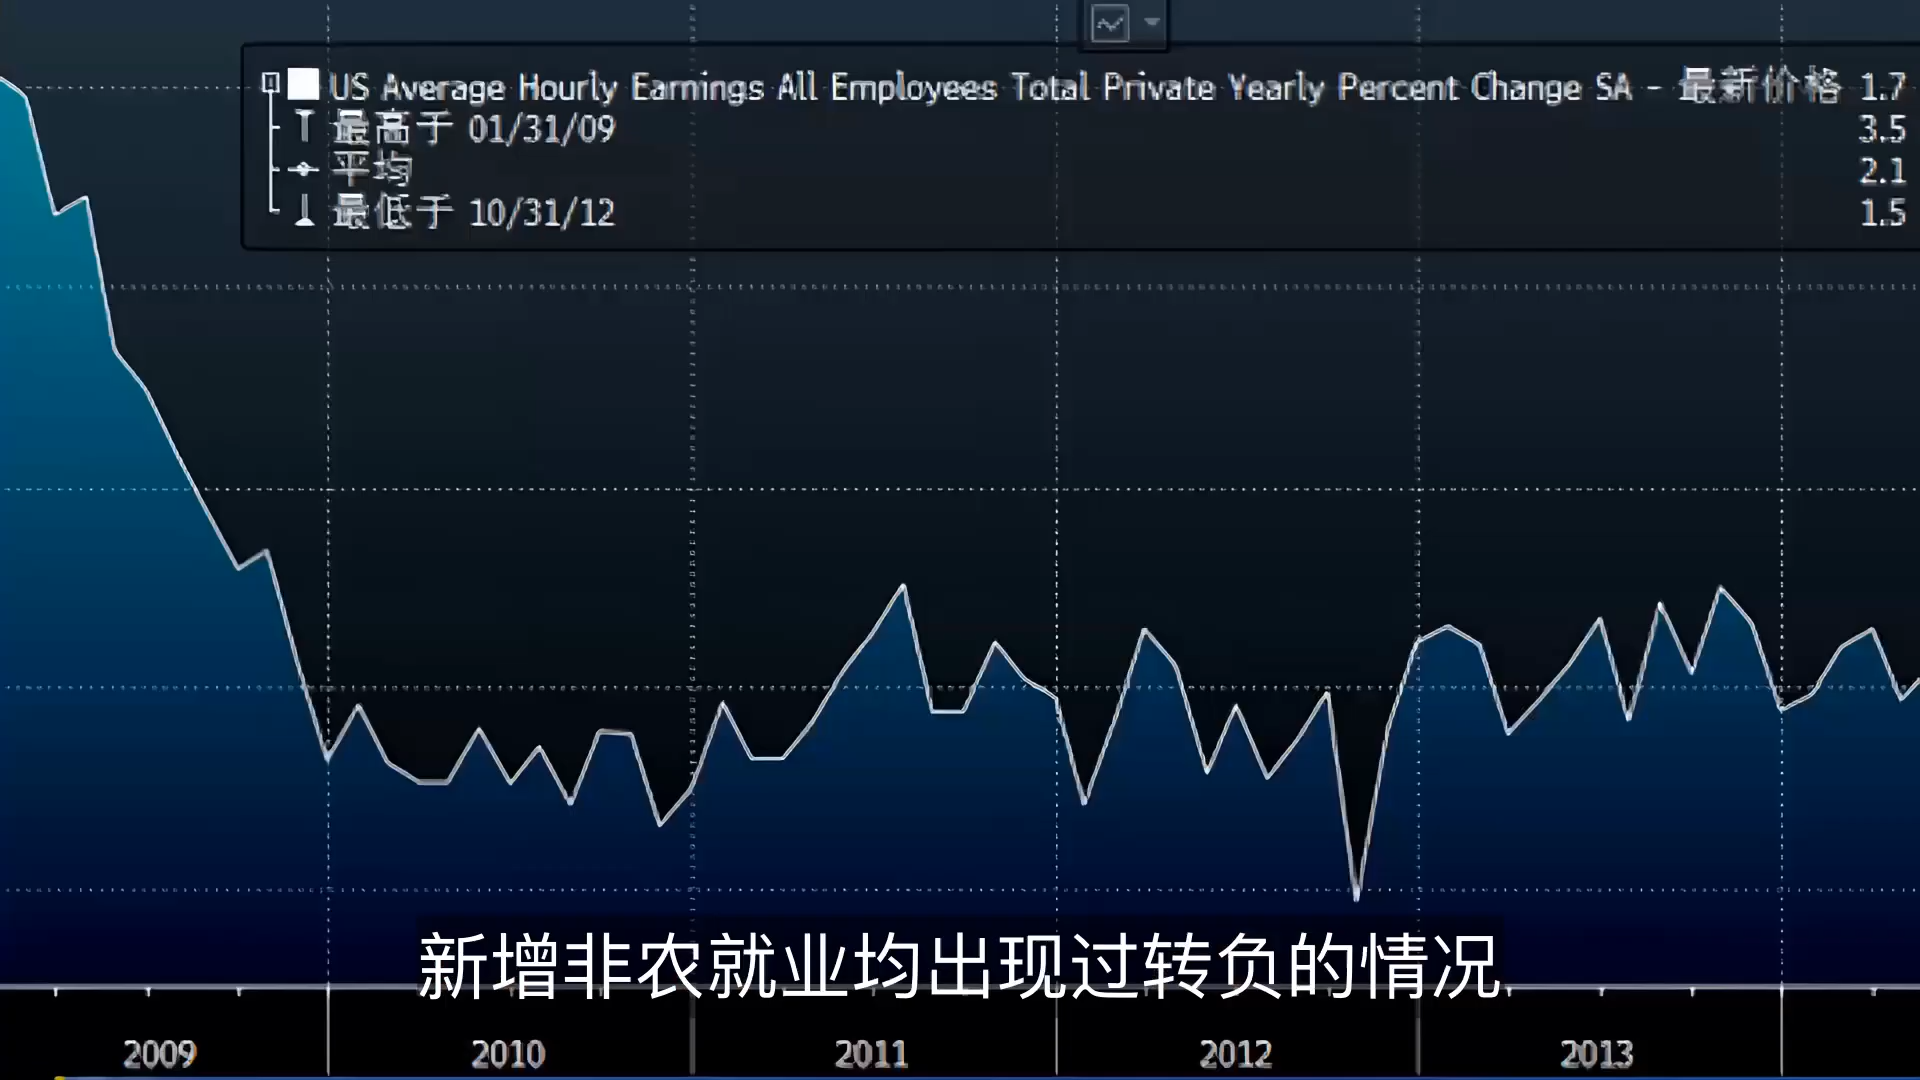 US Average Hourly Earnings All Employees Total Private Yearly Percent Change SA - 最新价格 1.7
最高于 01/31/09 3.5
平均 2.1
最低于 10/31/12 1.5
新增非农就业均出现过转负的情况
2009 2010 2011 2012 2013